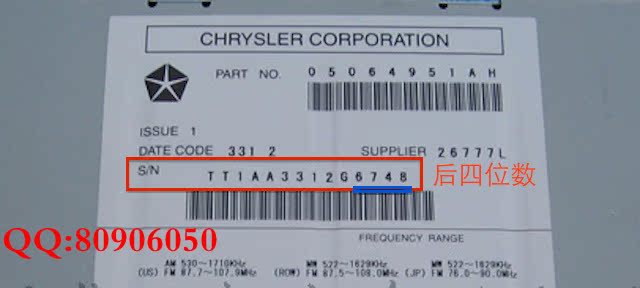 CHRYSLER CORPORATION
PART NO. 05064951AH
ISSUE 1
DATE CODE 331 2 SUPPLIER 26777L
S/N TT1AA3312G6748 后四位数
QQ:80906050
FREQUENCY RANGE
AM 530~1710KHz MW 522~1629KHz MW 522~1629KHz
(US) FM 87.7~107.9MHz (ROW) FM 87.5~108.0MHz (JP) FM 76.0~90.0MHz